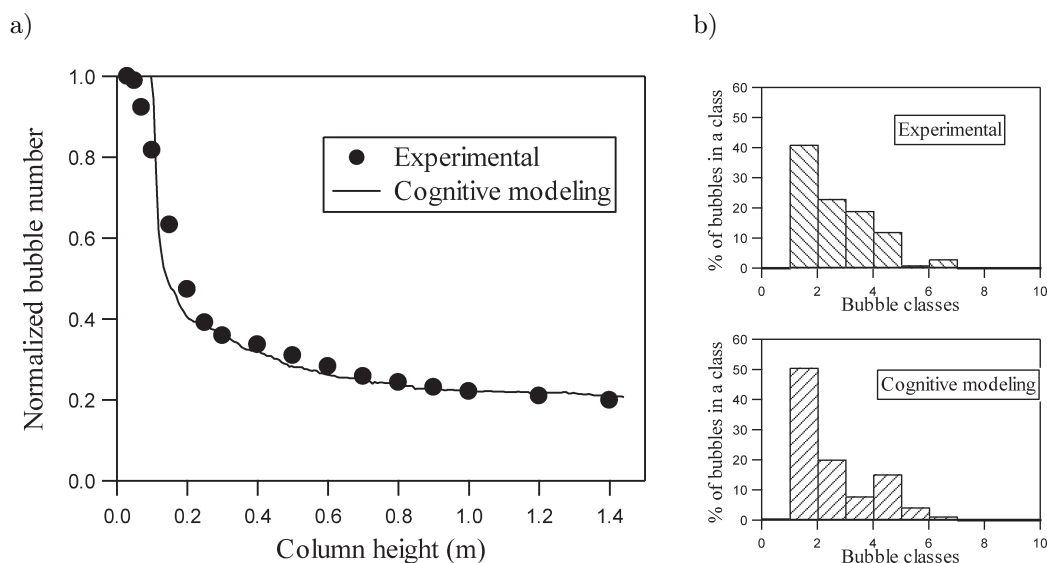 a)
b)
Normalized bubble number
1.0
0.8
0.6
0.4
0.2
0.0
Experimental
Cognitive modeling
0.0 0.2 0.4 0.6 0.8 1.0 1.2 1.4
Column height (m)
% of bubbles in a class
60
50
40
30
20
10
0
Experimental
0 2 4 6 8 10
Bubble classes
% of bubbles in a class
60
50
40
30
20
10
0
Cognitive modeling
0 2 4 6 8 10
Bubble classes